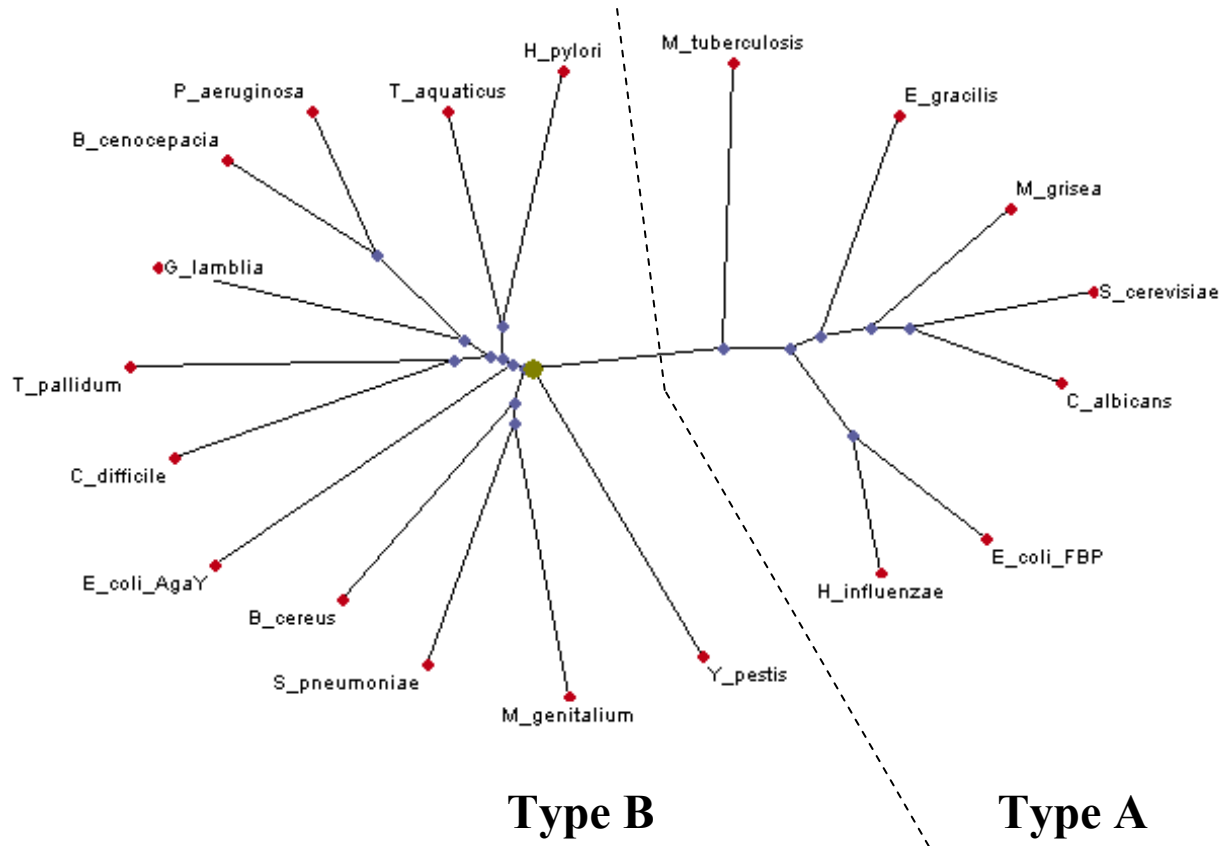 H_pylori
M_tuberculosis
P_aeruginosa
T_aquaticus
E_gracilis
B_cenocepacia
M_grisea
G_lamblia
S_cerevisiae
T_pallidum
C_albicans
C_difficile
E_coli_AgaY
E_coli_FBP
H_influenzae
B_cereus
S_pneumoniae
Y_pestis
M_genitalium
Type B
Type A